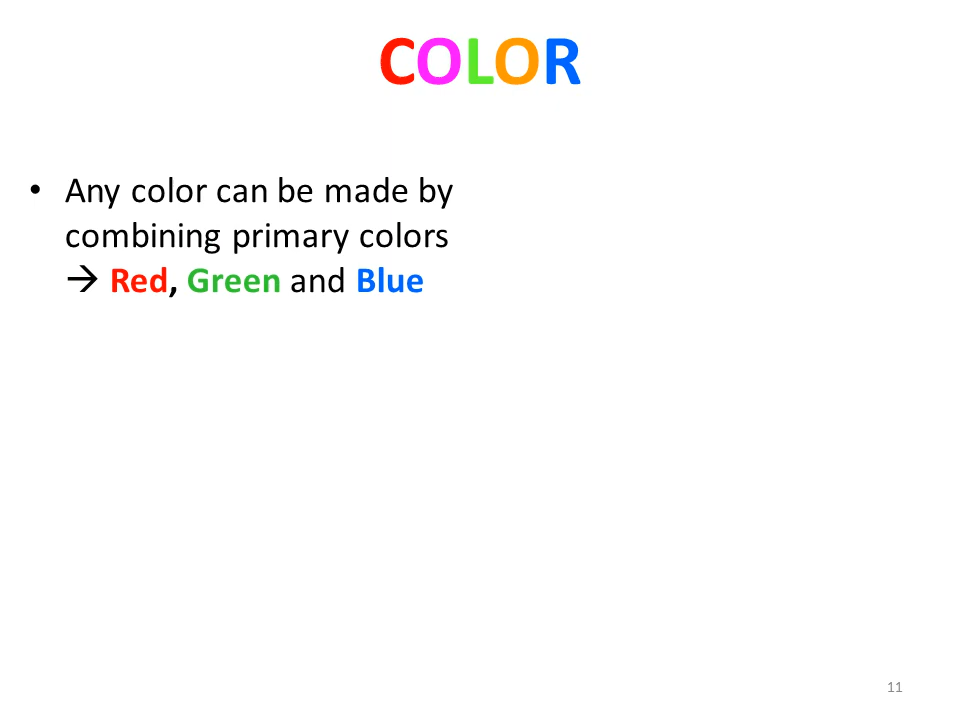 COLOR
• Any color can be made by
combining primary colors
→ Red, Green and Blue
11